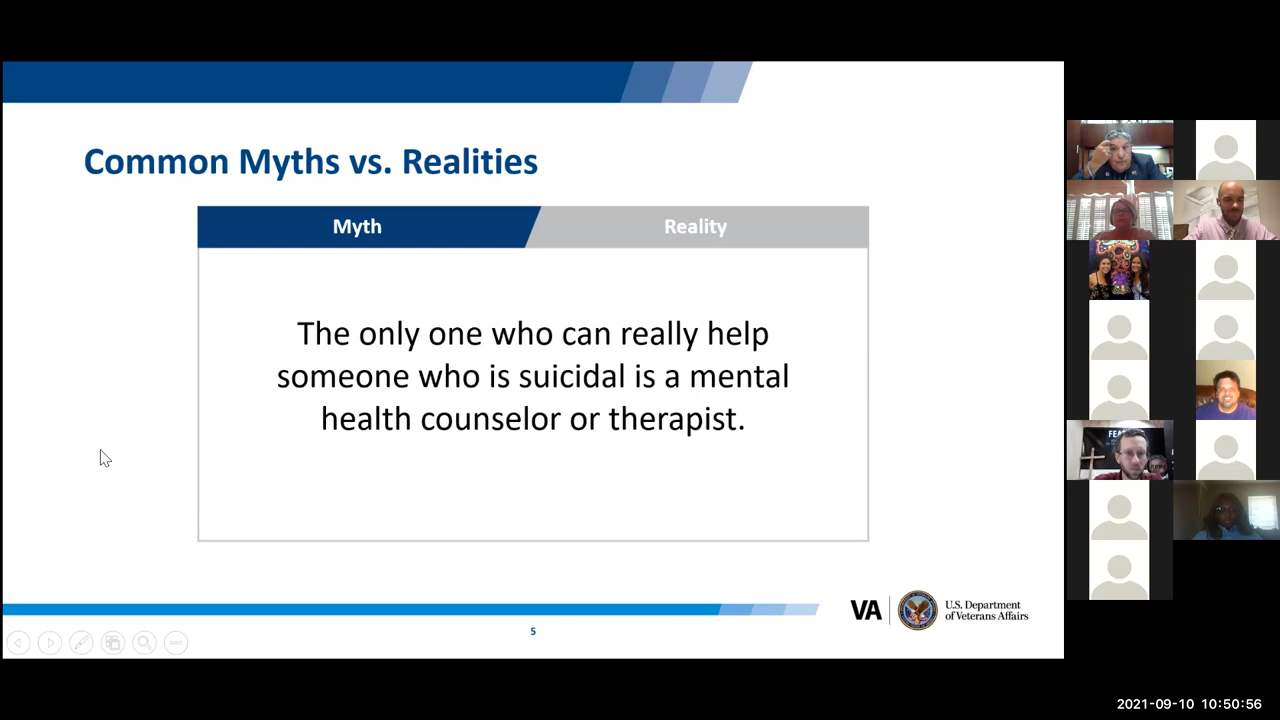 Common Myths vs. Realities
Myth
Reality
The only one who can really help
someone who is suicidal is a mental
health counselor or therapist.
VA
U.S. Department
of Veterans Affairs
5
2021-09-10 10:50:56